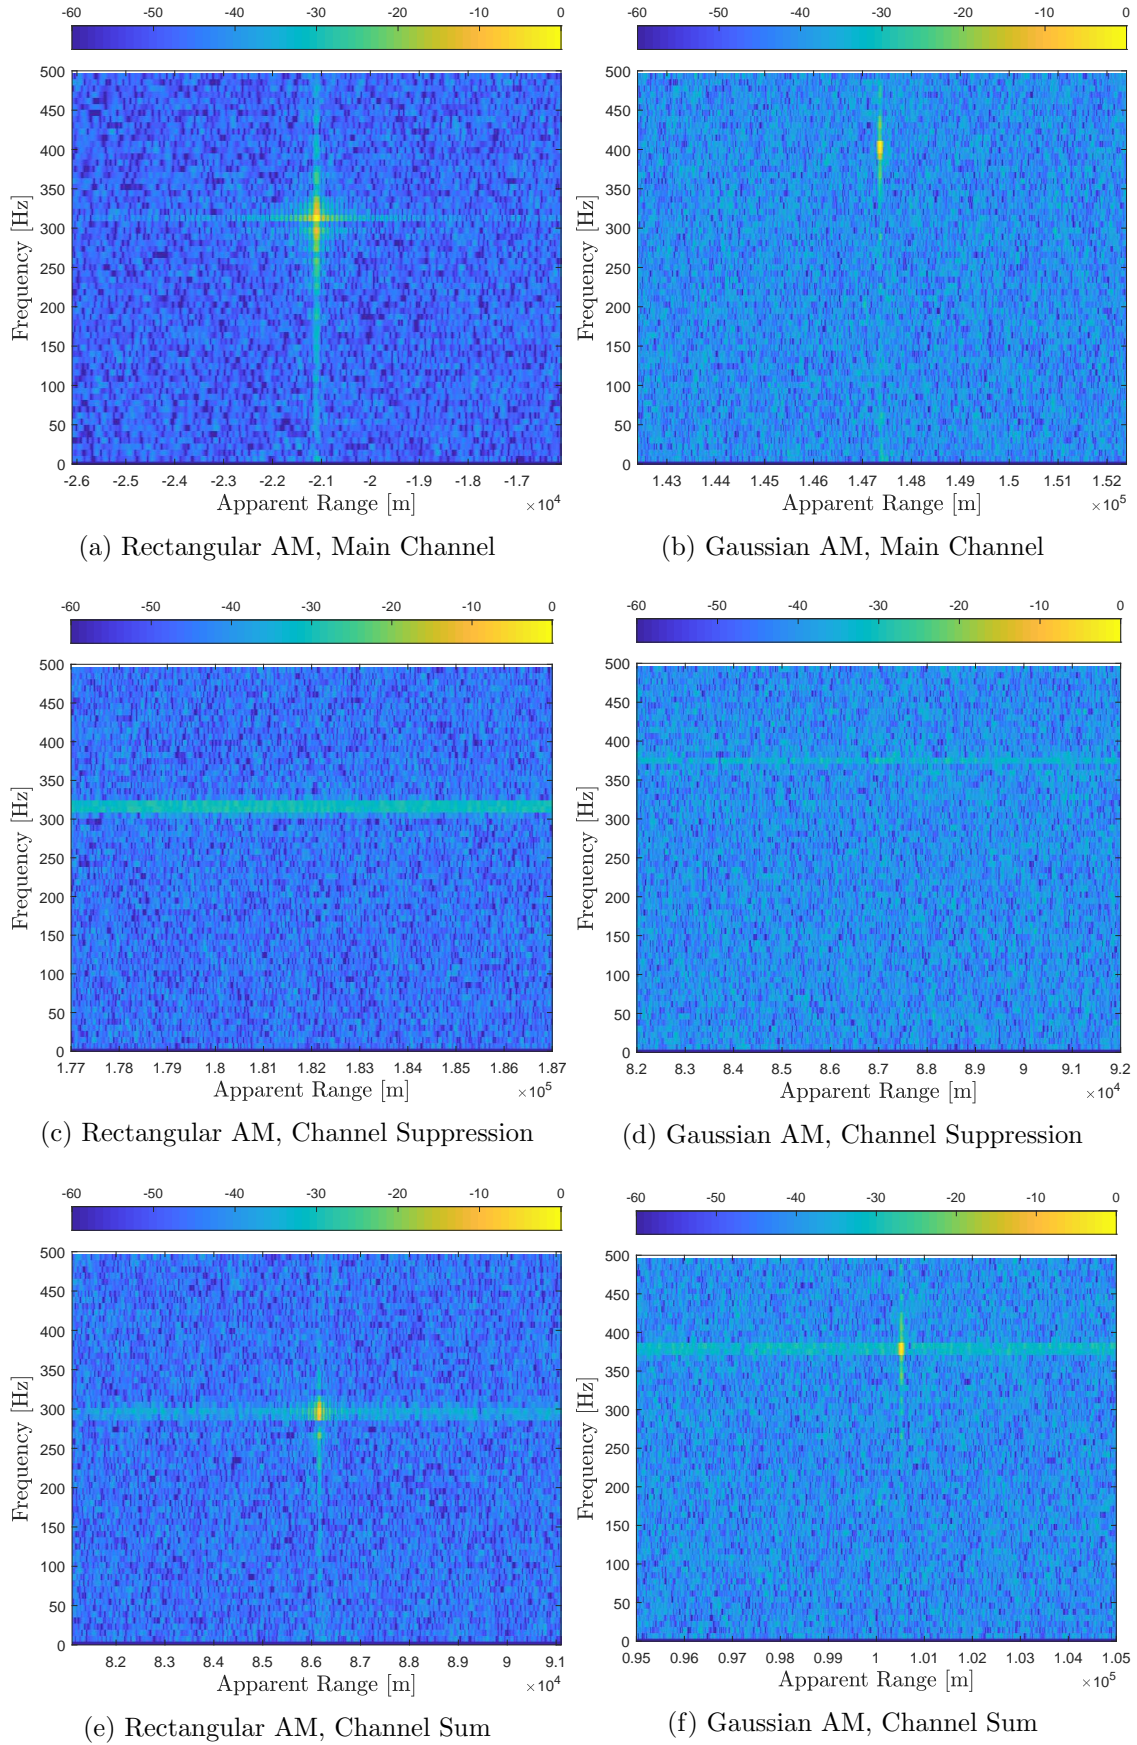 -60 -50 -40 -30 -20 -10 0
500
450
400
350
300
250
200
150
100
50
0
Frequency [Hz]
-2.6 -2.5 -2.4 -2.3 -2.2 -2.1 -2 -1.9 -1.8 -1.7
Apparent Range [m]
×10⁴
(a) Rectangular AM, Main Channel
-60 -50 -40 -30 -20 -10 0
500
450
400
350
300
250
200
150
100
50
0
Frequency [Hz]
1.43 1.44 1.45 1.46 1.47 1.48 1.49 1.5 1.51 1.52
Apparent Range [m]
×10⁵
(b) Gaussian AM, Main Channel
-60 -50 -40 -30 -20 -10 0
500
450
400
350
300
250
200
150
100
50
0
Frequency [Hz]
1.77 1.78 1.79 1.8 1.81 1.82 1.83 1.84 1.85 1.86 1.87
Apparent Range [m]
×10⁵
(c) Rectangular AM, Channel Suppression
-60 -50 -40 -30 -20 -10 0
500
450
400
350
300
250
200
150
100
50
0
Frequency [Hz]
8.2 8.3 8.4 8.5 8.6 8.7 8.8 8.9 9 9.1 9.2
Apparent Range [m]
×10⁴
(d) Gaussian AM, Channel Suppression
-60 -50 -40 -30 -20 -10 0
500
450
400
350
300
250
200
150
100
50
0
Frequency [Hz]
8.2 8.3 8.4 8.5 8.6 8.7 8.8 8.9 9 9.1
Apparent Range [m]
×10⁴
(e) Rectangular AM, Channel Sum
-60 -50 -40 -30 -20 -10 0
500
450
400
350
300
250
200
150
100
50
0
Frequency [Hz]
0.95 0.96 0.97 0.98 0.99 1 1.01 1.02 1.03 1.04 1.05
Apparent Range [m]
×10⁵
(f) Gaussian AM, Channel Sum